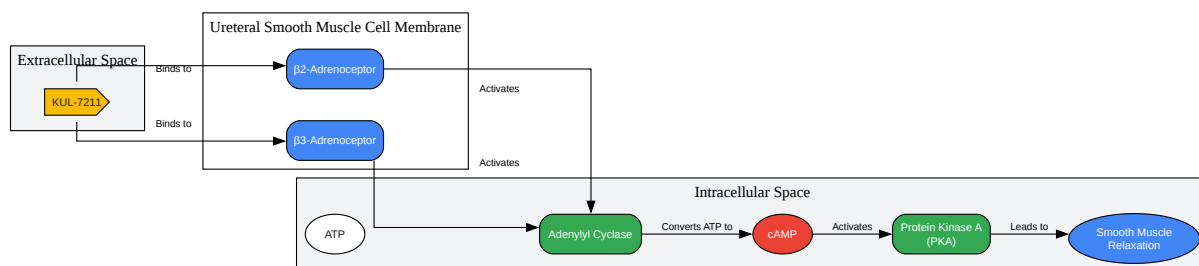 Ureteral Smooth Muscle Cell Membrane
Extracellular Space
Binds to
β2-Adrenoceptor
Activates
KUL-7211
Binds to
β3-Adrenoceptor
Activates
Intracellular Space
ATP
Adenylyl Cyclase
Converts ATP to
cAMP
Activates
Protein Kinase A
(PKA)
Leads to
Smooth Muscle
Relaxation